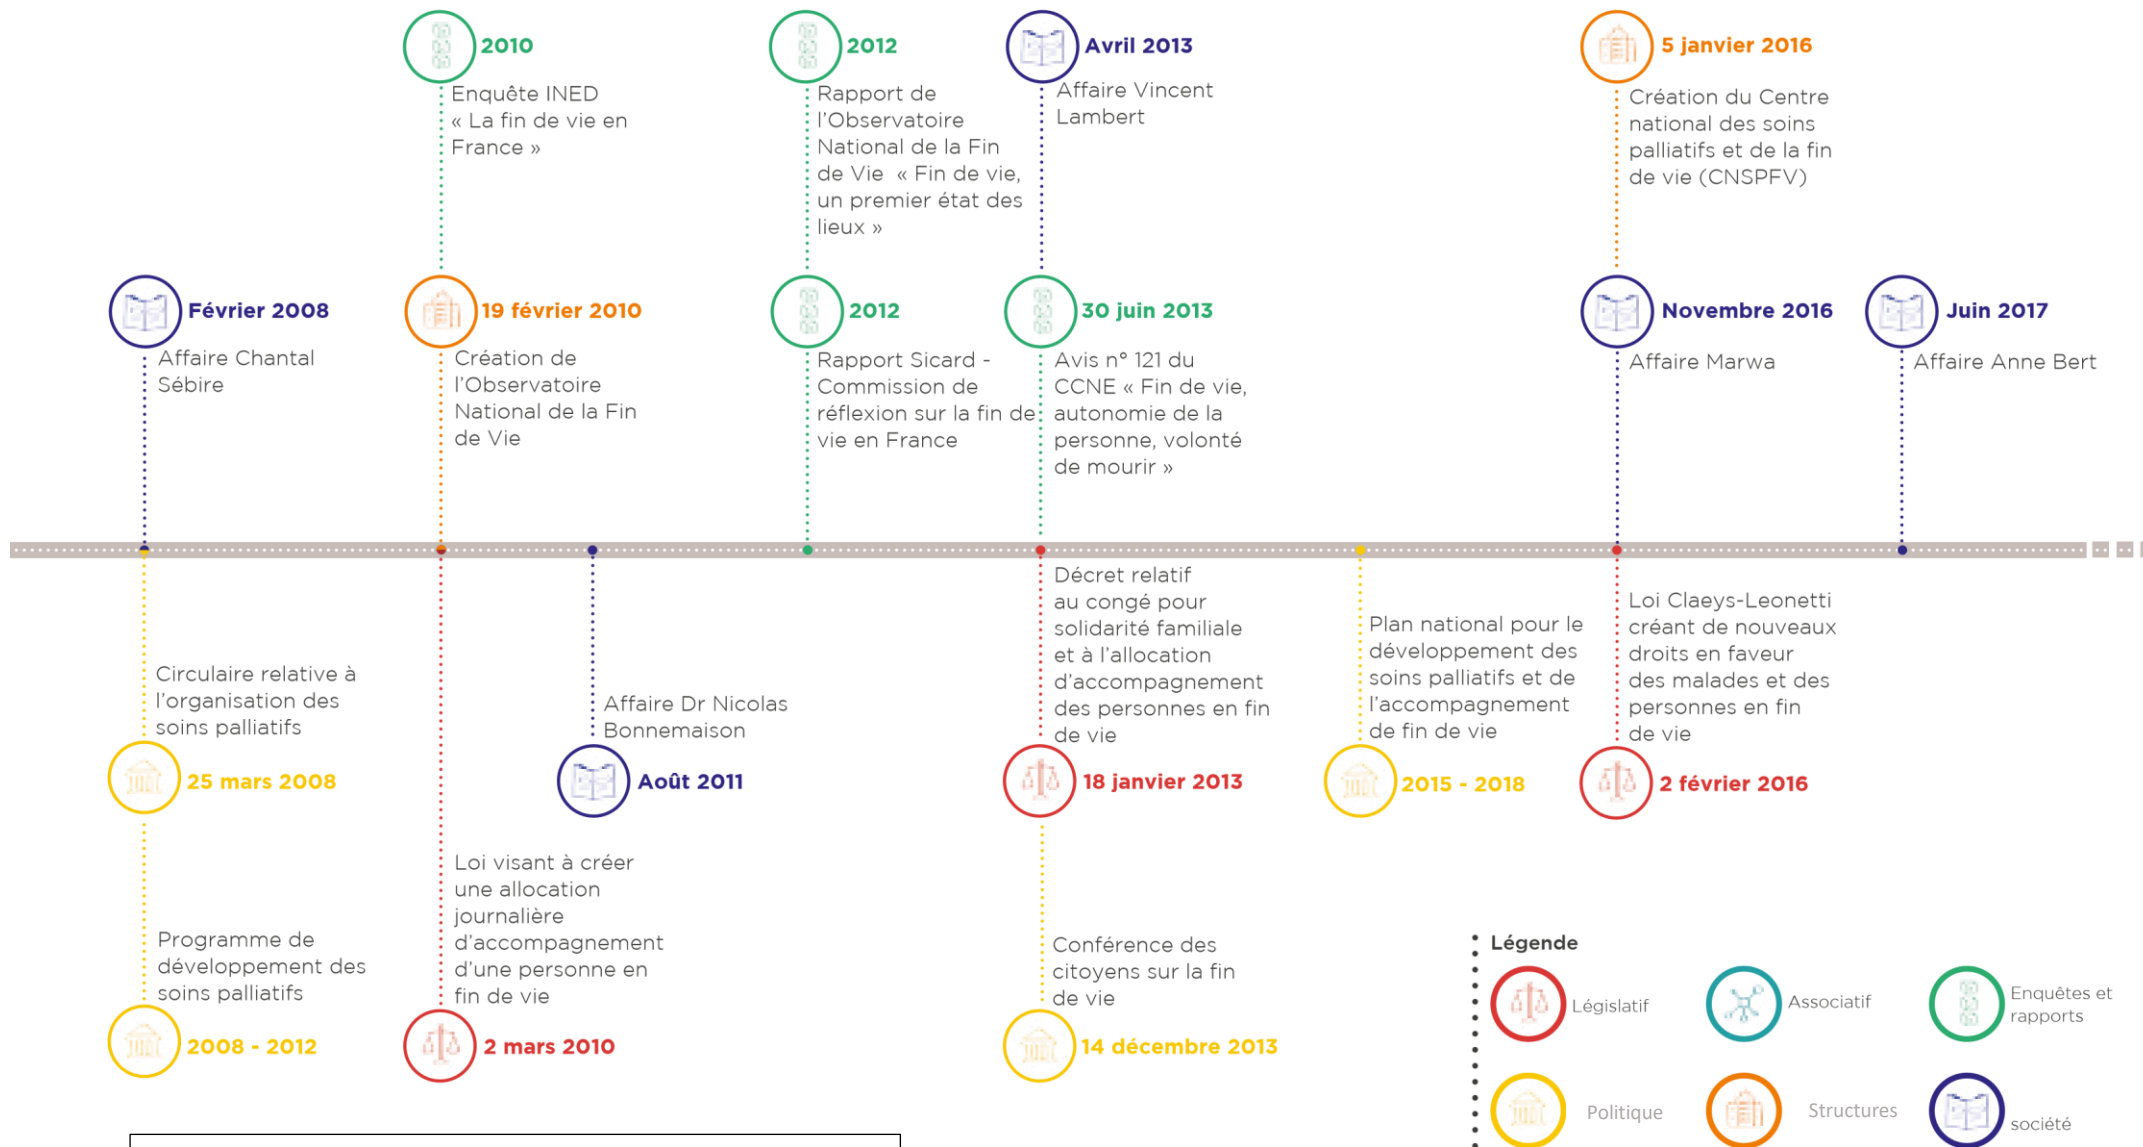 2010
Enquête INED
« La fin de vie en
France »
2012
Rapport de
l'Observatoire
National de la Fin
de Vie « Fin de vie,
un premier état des
lieux »
Avril 2013
Affaire Vincent
Lambert
5 janvier 2016
Création du Centre
national des soins
palliatifs et de la fin
de vie (CNSPFV)
Février 2008
Affaire Chantal
Sébire
19 février 2010
Création de
l'Observatoire
National de la Fin
de Vie
2012
Rapport Sicard -
Commission de
réflexion sur la fin de
vie en France
30 juin 2013
Avis n° 121 du
CCNE « Fin de vie,
autonomie de la
personne, volonté
de mourir »
Novembre 2016
Affaire Marwa
Juin 2017
Affaire Anne Bert
Circulaire relative à
l'organisation des
soins palliatifs
25 mars 2008
Affaire Dr Nicolas
Bonnemaison
Août 2011
Décret relatif
au congé pour
solidarité familiale
et à l'allocation
d'accompagnement
des personnes en fin
de vie
18 janvier 2013
Plan national pour le
développement des
soins palliatifs et de
l'accompagnement
de fin de vie
2015 - 2018
Loi Claeys-Leonetti
créant de nouveaux
droits en faveur
des malades et des
personnes en fin
de vie
2 février 2016
Programme de
développement des
soins palliatifs
2008 - 2012
Loi visant à créer
une allocation
journalière
d'accompagnement
d'une personne en
fin de vie
2 mars 2010
Conférence des
citoyens sur la fin
de vie
14 décembre 2013
Légende
Législatif
Associatif
Enquêtes et
rapports
Politique
Structures
société